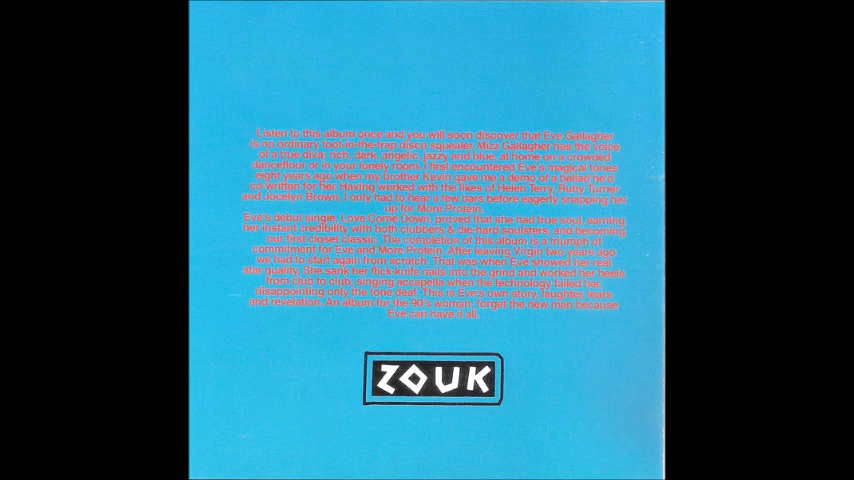 Listen to this album once and you will soon discover that Eve Gallagher
is no ordinary foot-in-the-trap disco squealer. Mizz Gallagher has the voice
of a true diva, rich, dark, angelic, jazzy and blue, at home on a crowded
dancefloor or in your lonely room. I first encountered Eve's magical tones
eight years ago when my brother Kevin gave me a demo of a ballad he'd
co-written for her. Having worked with the likes of Helen Terry, Ruby Turner
and Jocelyn Brown, I only had to hear a few bars before eagerly snapping her
up for More Protein.
Eve's debut single, Love Come Down, proved that she had true soul, earning
her instant credibility with both clubbers & die-hard soulsters, and becoming
our first closet classic. The completion of this album is a triumph of
commitment for Eve and More Protein. After leaving Virgin two years ago
we had to start again from scratch. That was when Eve showed her real
star quality. She sank her flick-knife nails into the grind and worked her heels
from club to club, singing accapella when the technology failed her,
disappointing only the tone deaf. This is Eve's own story, laughter, tears
and revelation. An album for the 90's woman, forget the new man because
Eve can have it all.
ZOUK